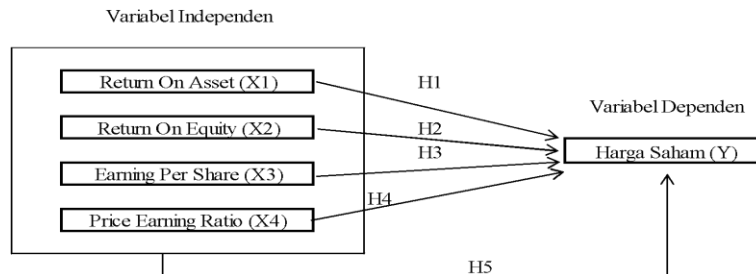 Variabel Independen
Return On Asset (X1)
H1
Variabel Dependen
Return On Equity (X2)
H2
H3
Harga Saham (Y)
Earning Per Share (X3)
H4
Price Earning Ratio (X4)
H5